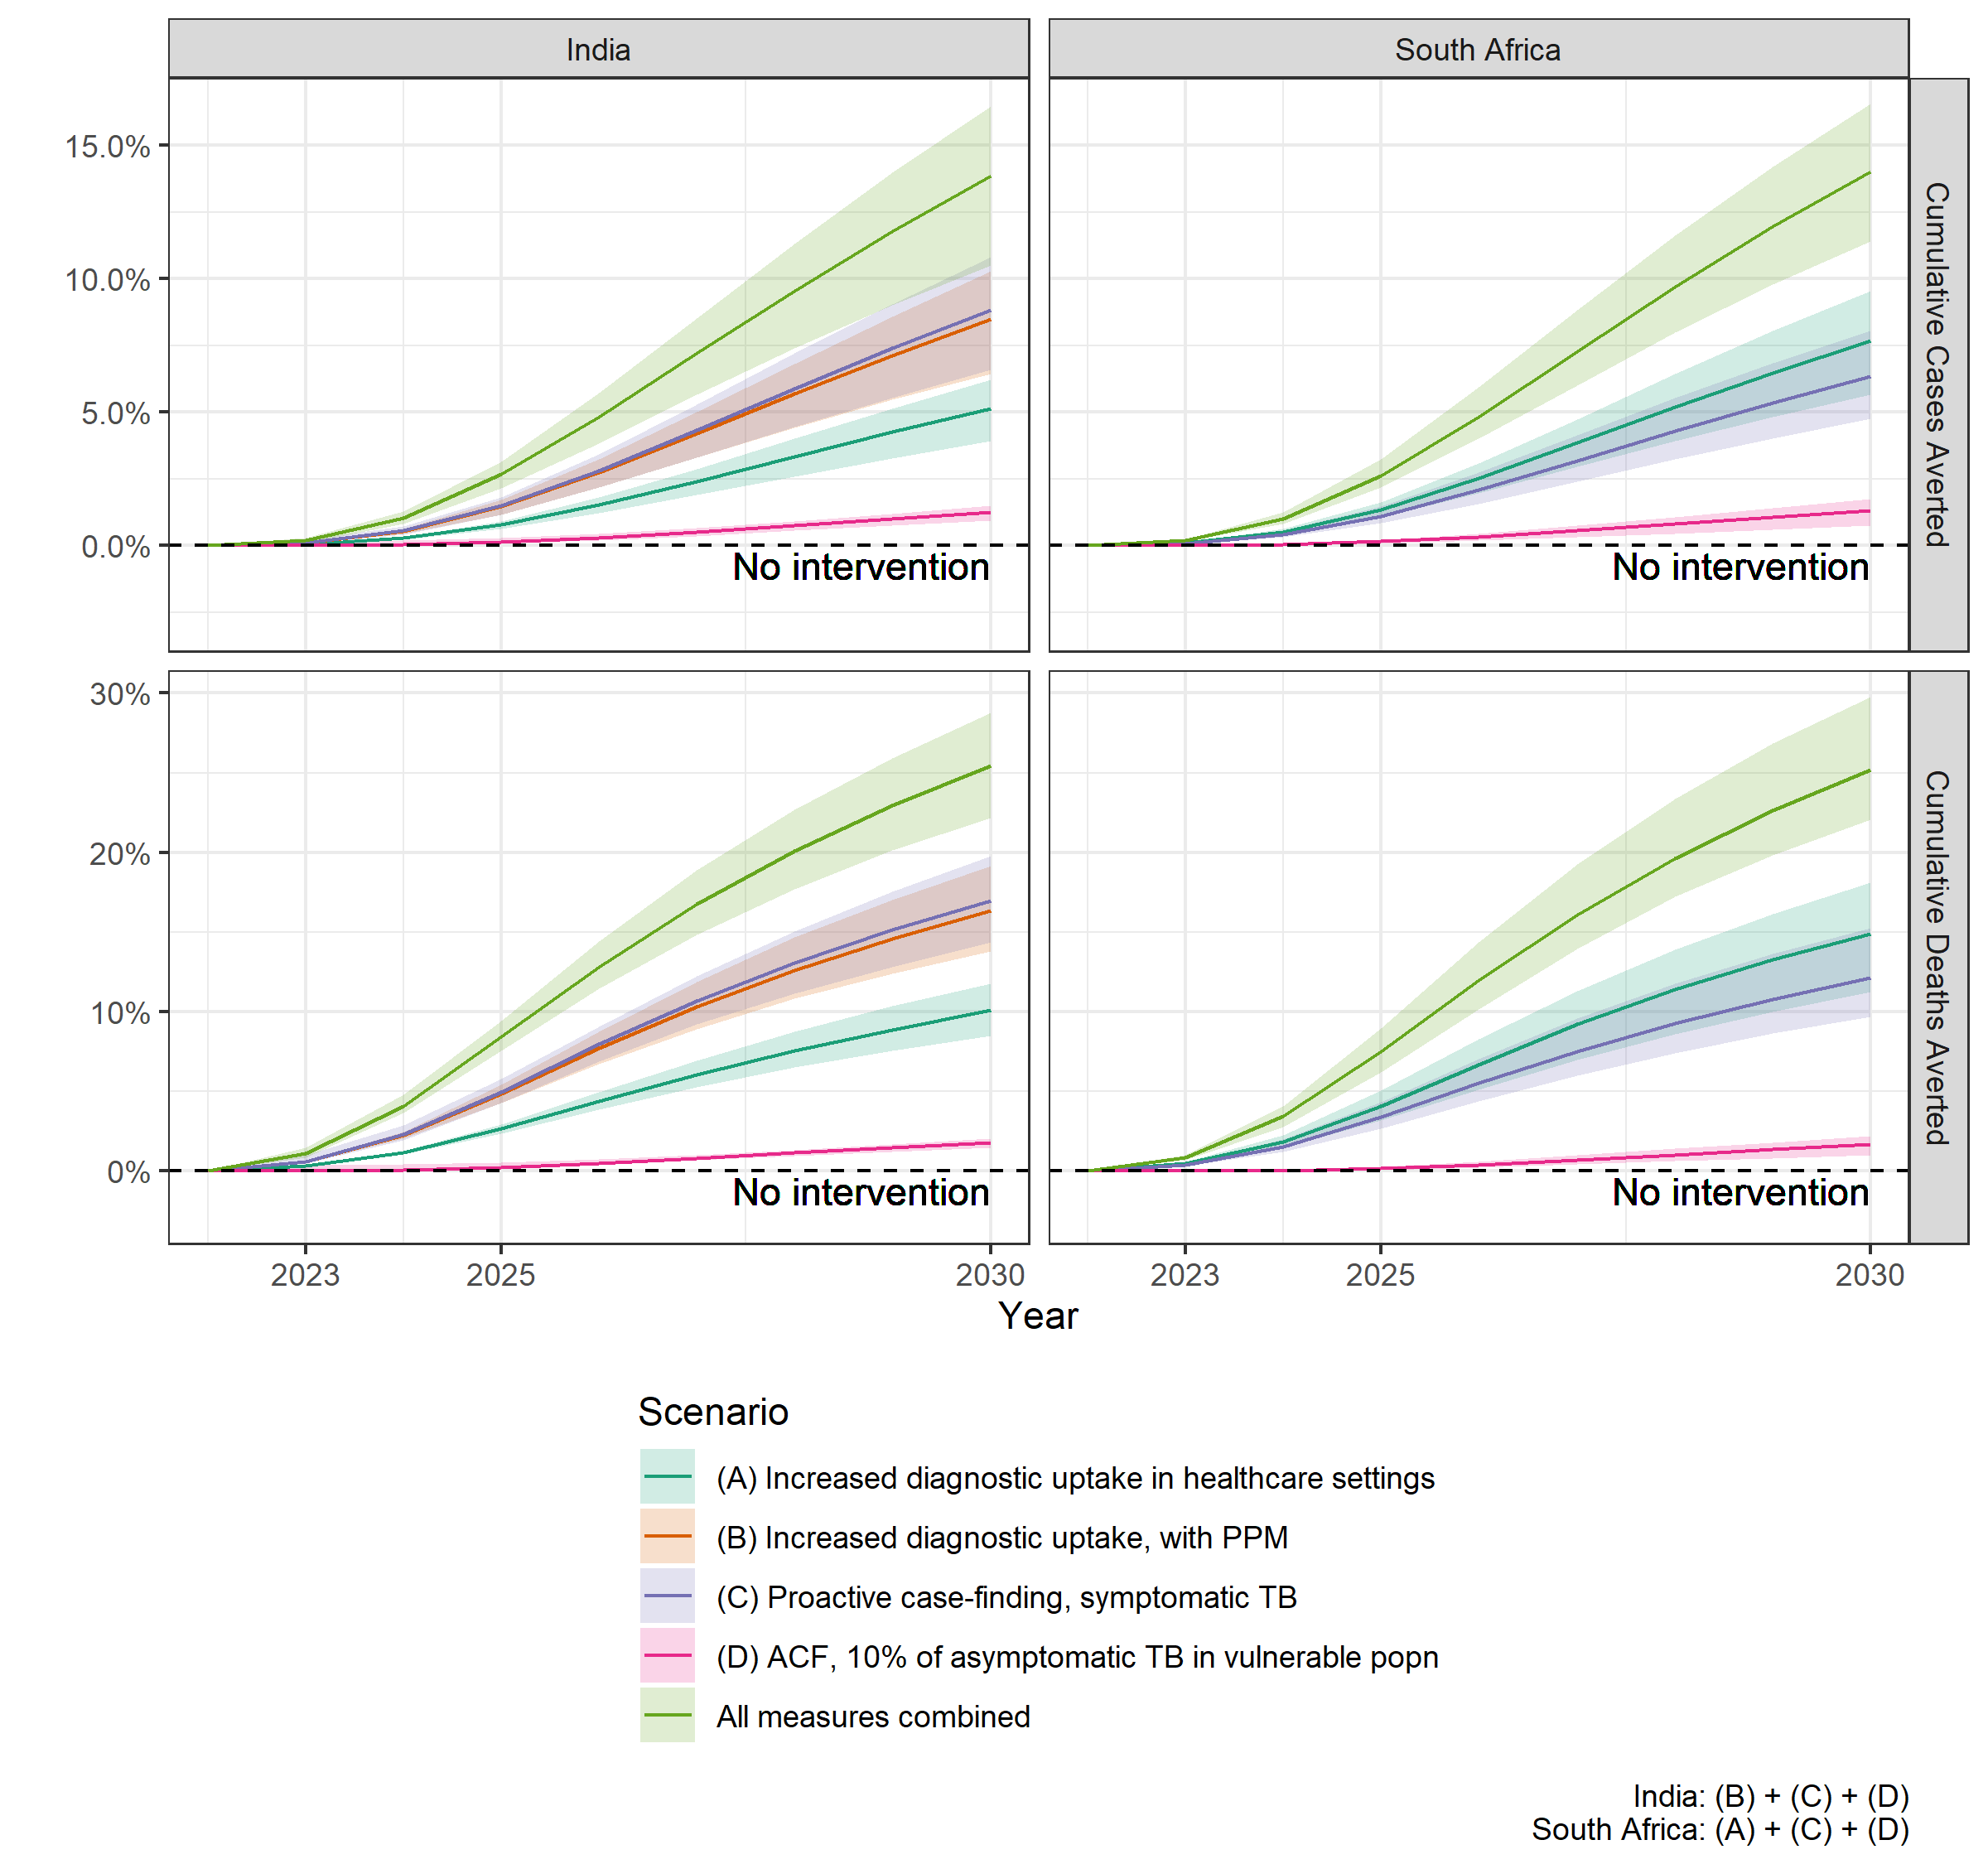 India
South Africa
15.0%
10.0%
5.0%
0.0%
No intervention
No intervention
Cumulative Cases Averted
30%
20%
10%
0%
No intervention
No intervention
Cumulative Deaths Averted
2023
2025
2030
2023
2025
2030
Year
Scenario
(A) Increased diagnostic uptake in healthcare settings
(B) Increased diagnostic uptake, with PPM
(C) Proactive case-finding, symptomatic TB
(D) ACF, 10% of asymptomatic TB in vulnerable popn
All measures combined
India: (B) + (C) + (D)
South Africa: (A) + (C) + (D)